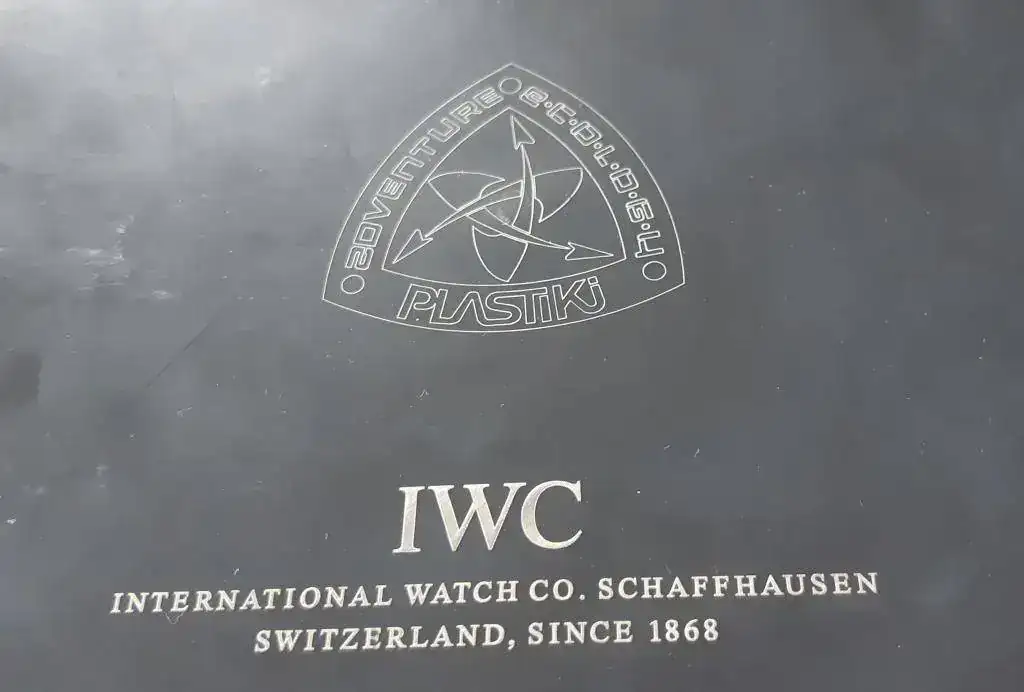 aDVENTURE e.C.O.L.O.G.Y
PLASTIKi
IWC
INTERNATIONAL WATCH CO. SCHAFFHAUSEN
SWITZERLAND, SINCE 1868